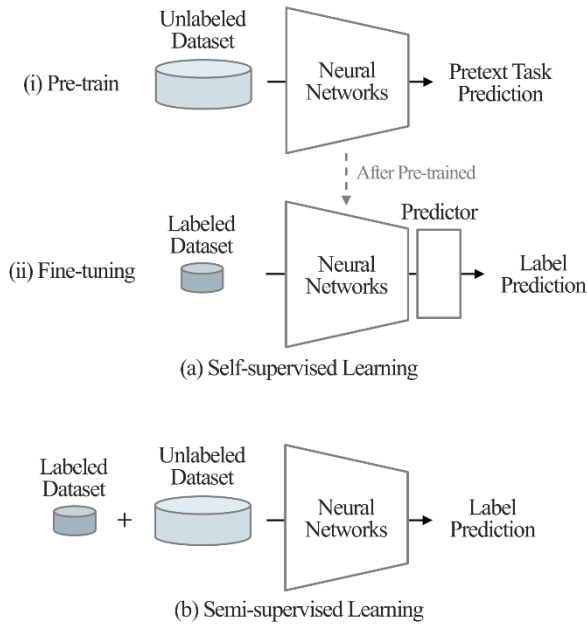 Unlabeled
Dataset
(i) Pre-train
Neural
Networks
Pretext Task
Prediction
After Pre-trained
Labeled
Dataset
Predictor
(ii) Fine-tuning
Neural
Networks
Label
Prediction
(a) Self-supervised Learning
Labeled
Dataset
+
Unlabeled
Dataset
Neural
Networks
Label
Prediction
(b) Semi-supervised Learning